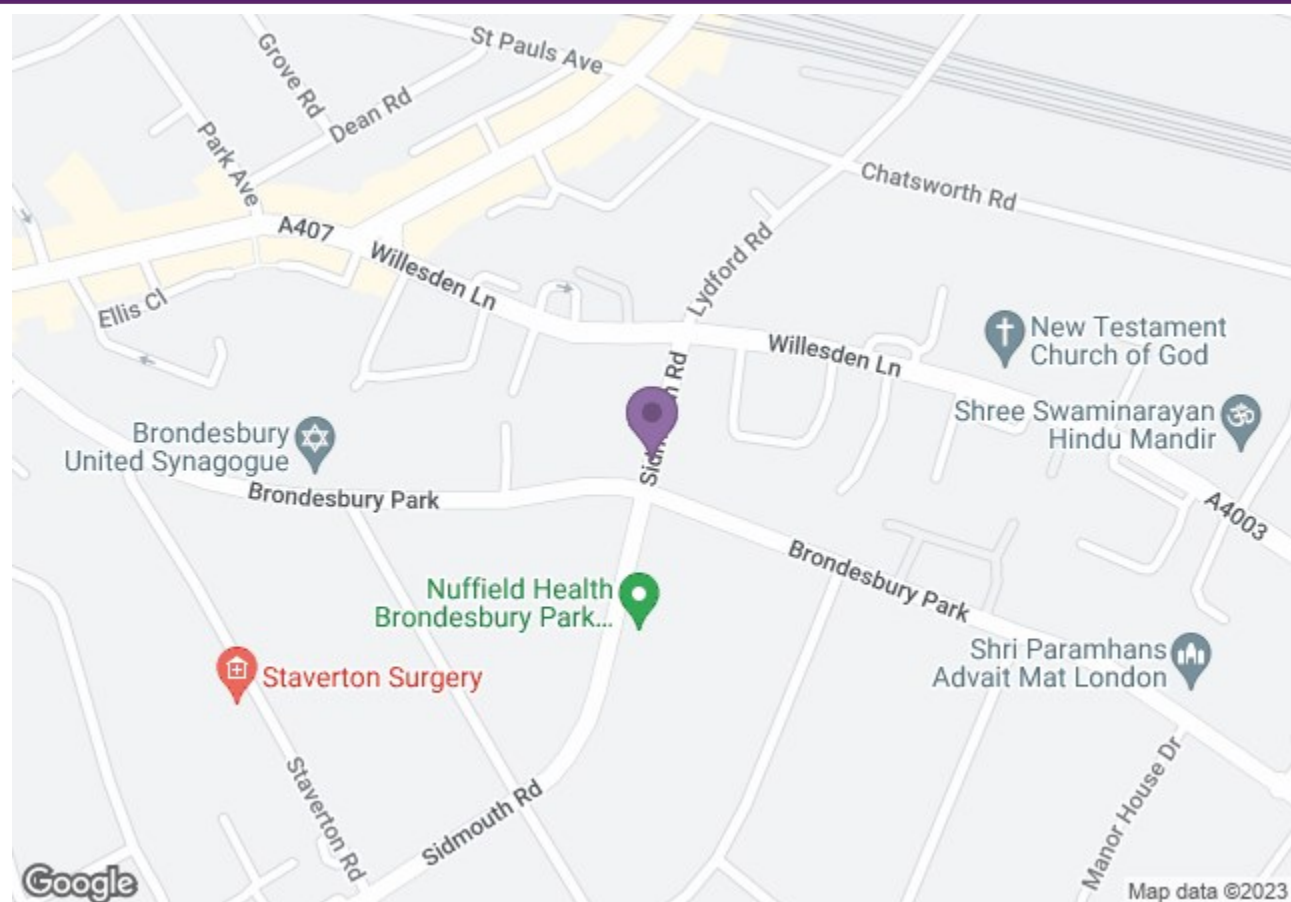 St Pauls Ave
Grove Rd
Dean Rd
Park Ave
Chatsworth Rd
A407
Willesden Ln
Lydford Rd
Ellis Cl
Willesden Ln
New Testament
Church of God
Shree Swaminarayan
Hindu Mandir
Brondesbury
United Synagogue
Brondesbury Park
Rd
A4003
Brondesbury Park
Nuffield Health
Brondesbury Park...
Shri Paramhans
Advait Mat London
Staverton Surgery
Staverton Rd
Sidmouth Rd
Manor House Dr
Google
Map data ©2023